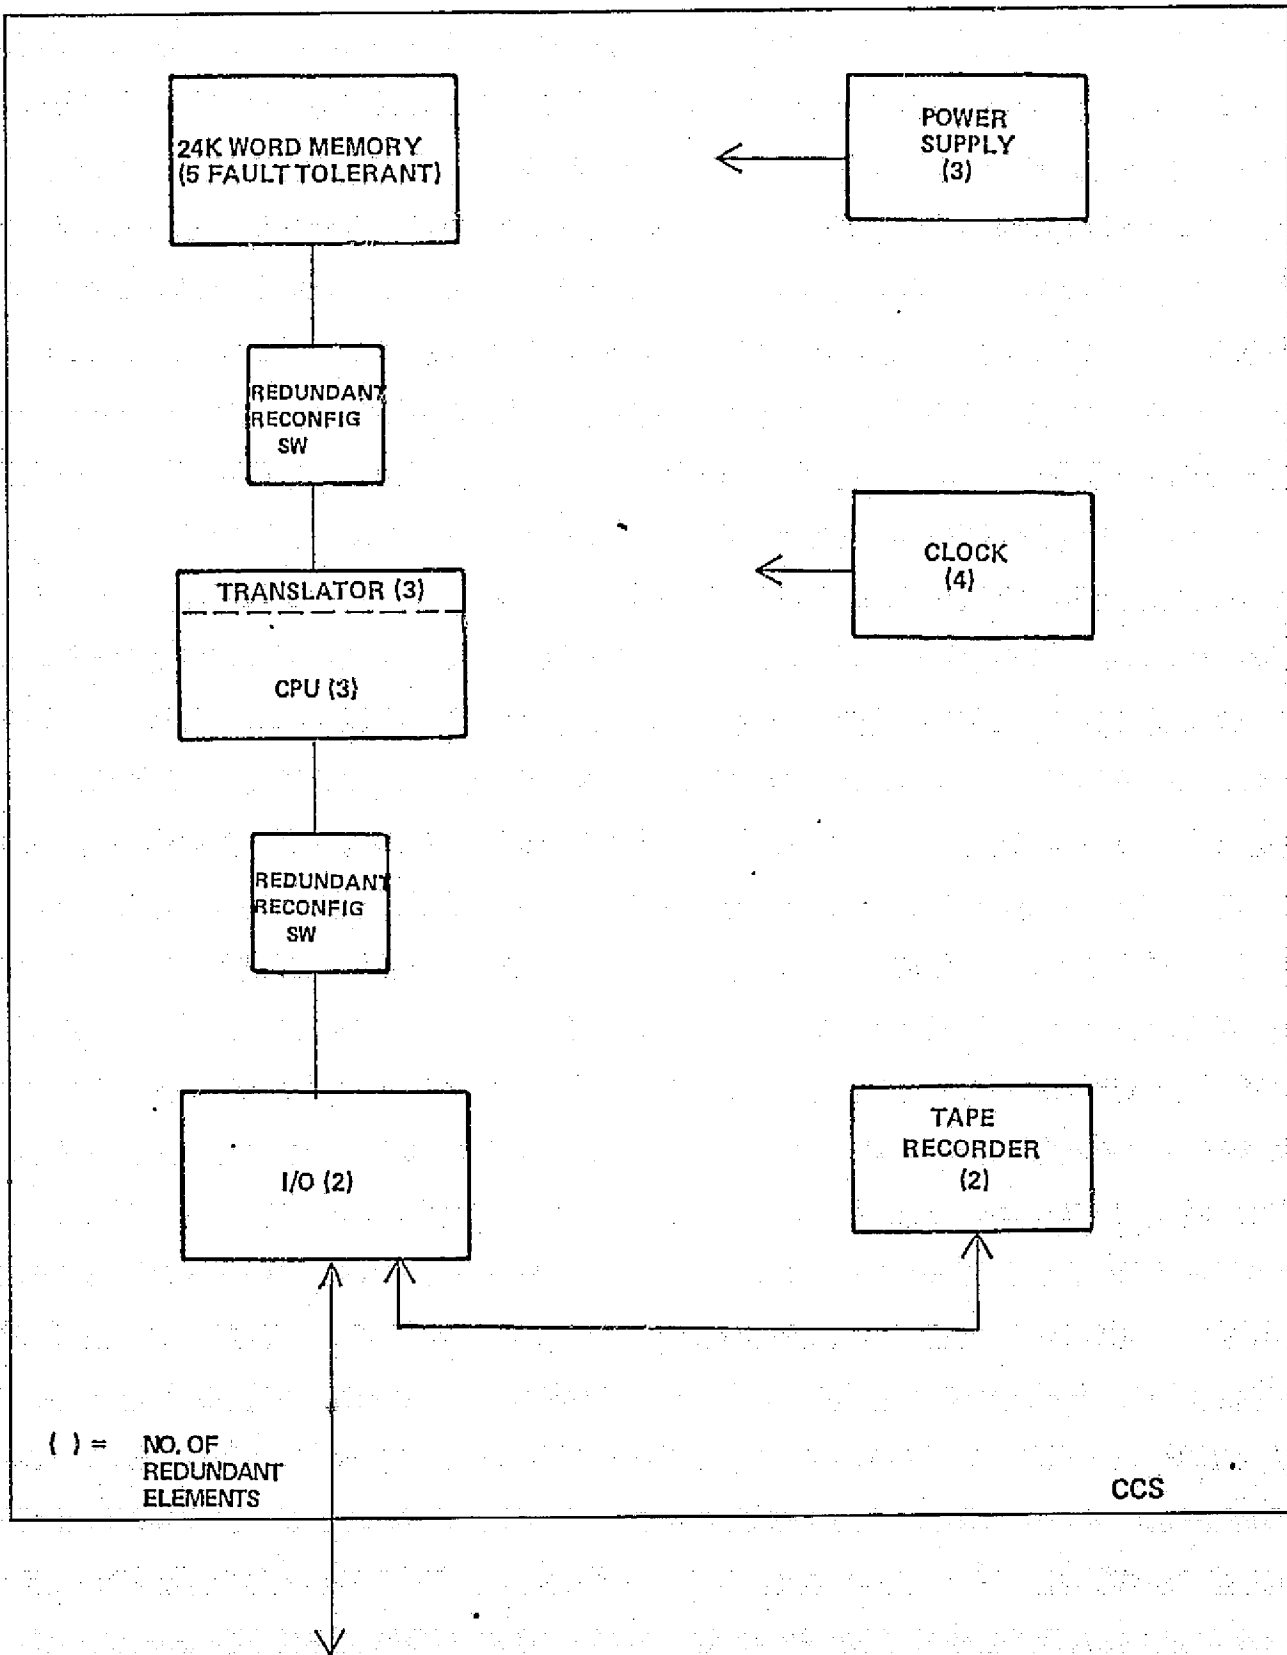 24K WORD MEMORY
(5 FAULT TOLERANT)
POWER
SUPPLY
(3)
REDUNDANT
RECONFIG
SW
CLOCK
(4)
TRANSLATOR (3)
CPU (3)
REDUNDANT
RECONFIG
SW
I/O (2)
TAPE
RECORDER
(2)
( ) = NO. OF
REDUNDANT
ELEMENTS
CCS